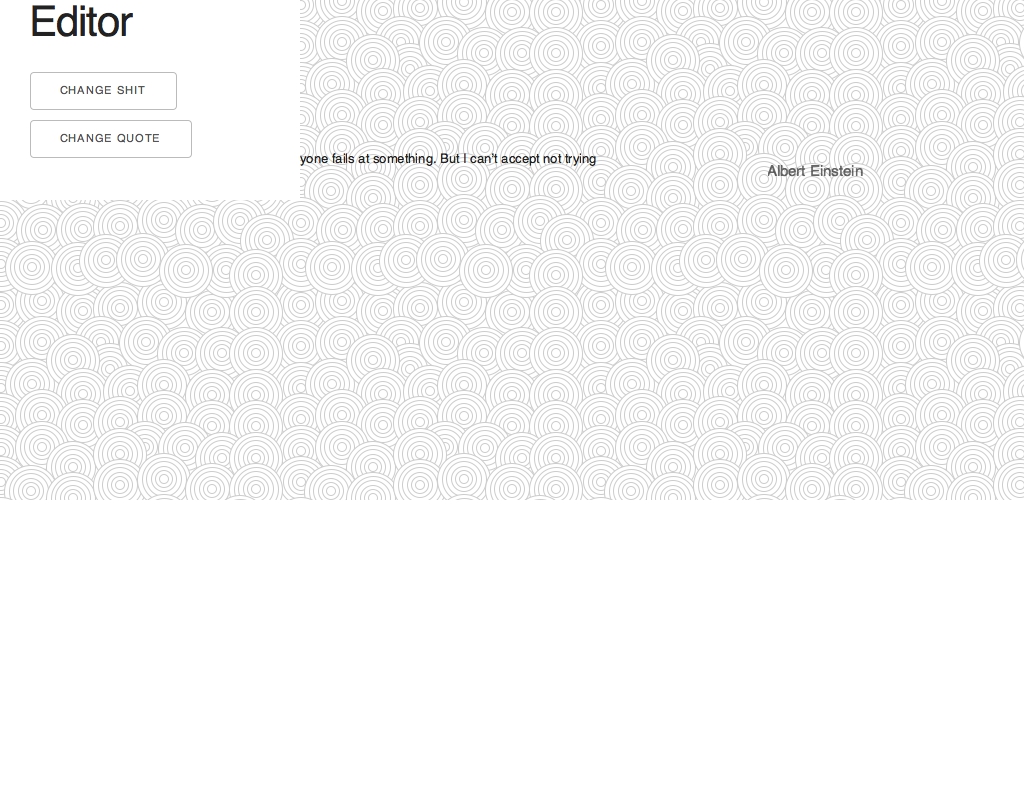 Editor
CHANGE SHIT
CHANGE QUOTE
yone fails at something. But I can't accept not trying
Albert Einstein